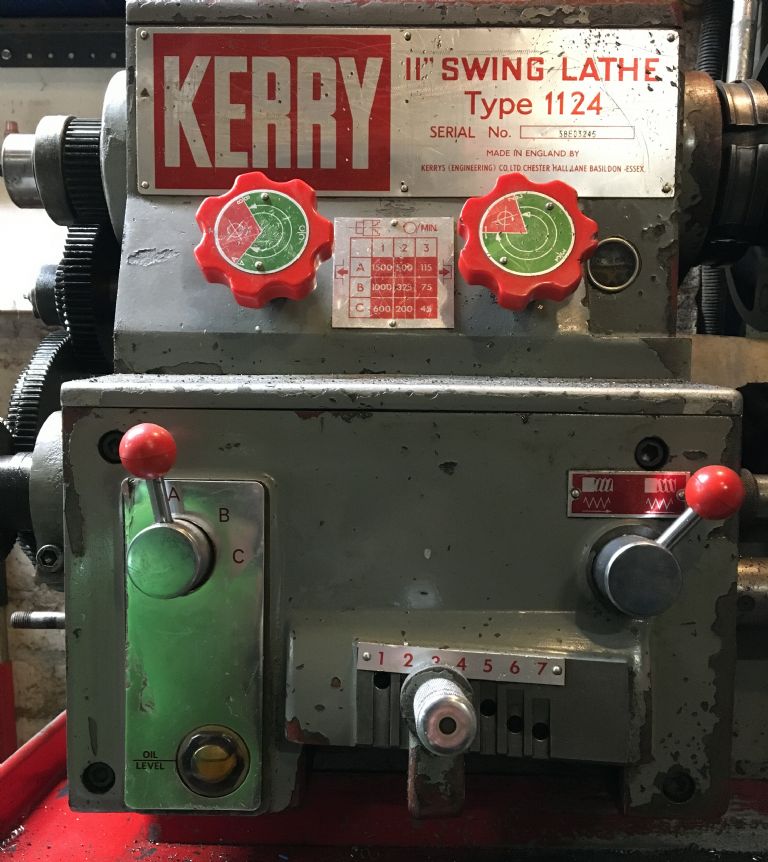 KERRY
11" SWING LATHE
Type 1124
SERIAL No.
MADE IN ENGLAND BY
KERRYS (ENGINEERING) CO. LTD. CHESTER HALL LANE BASILDON - ESSEX.
/MIN.
1 2 3
A 1500 500 115
B 1000 325 75
C 600 200 45
A
B
C
1 2 3 4 5 6 7
OIL
LEVEL